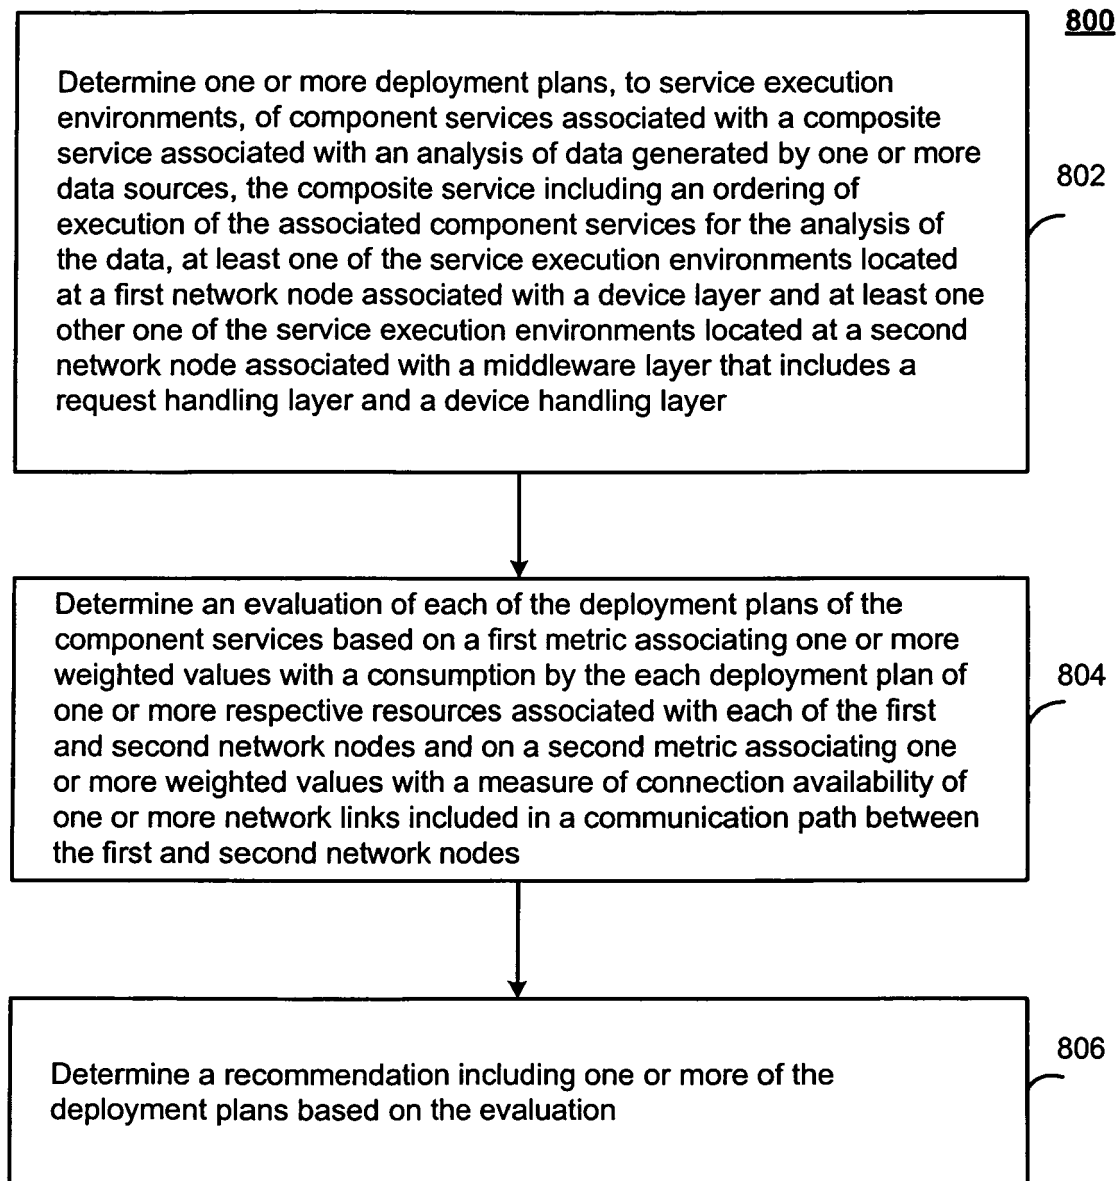 800
Determine one or more deployment plans, to service execution
environments, of component services associated with a composite
service associated with an analysis of data generated by one or more
data sources, the composite service including an ordering of
execution of the associated component services for the analysis of
the data, at least one of the service execution environments located
at a first network node associated with a device layer and at least one
other one of the service execution environments located at a second
network node associated with a middleware layer that includes a
request handling layer and a device handling layer
802
Determine an evaluation of each of the deployment plans of the
component services based on a first metric associating one or more
weighted values with a consumption by the each deployment plan of
one or more respective resources associated with each of the first
and second network nodes and on a second metric associating one
or more weighted values with a measure of connection availability of
one or more network links included in a communication path between
the first and second network nodes
804
Determine a recommendation including one or more of the
deployment plans based on the evaluation
806